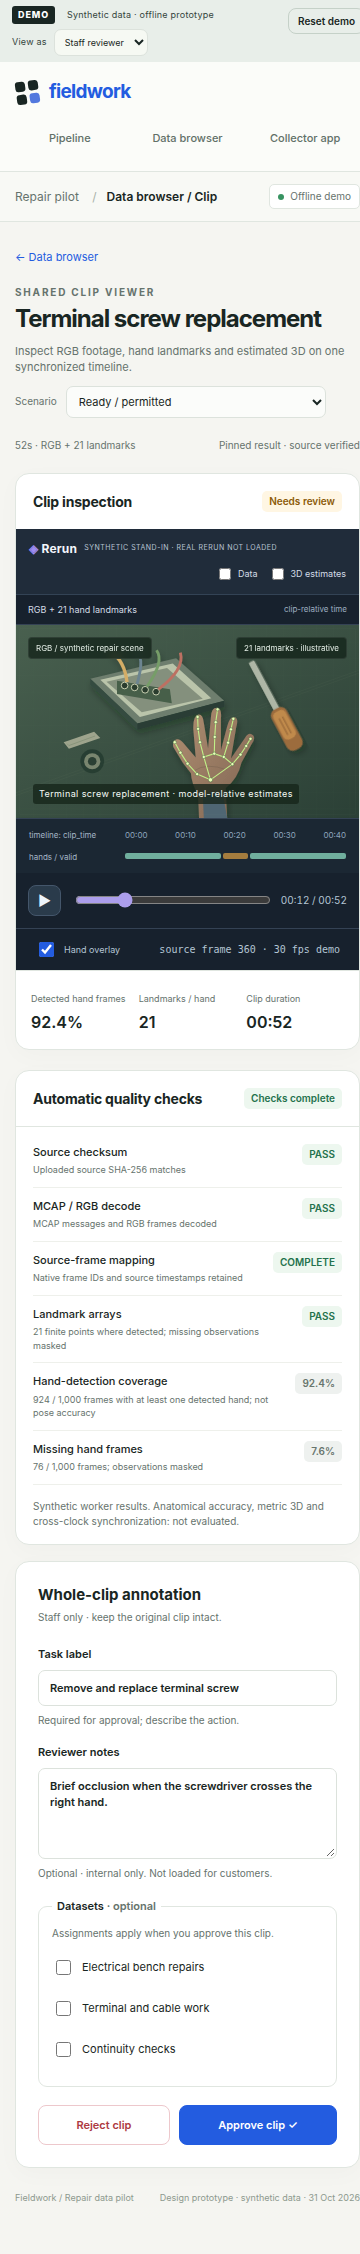 DEMO Synthetic data · offline prototype
Reset demo
View as Staff reviewer
fieldwork
Pipeline Data browser Collector app
Repair pilot / Data browser / Clip Offline demo
← Data browser
SHARED CLIP VIEWER
Terminal screw replacement
Inspect RGB footage, hand landmarks and estimated 3D on one
synchronized timeline.
Scenario Ready / permitted
52s · RGB + 21 landmarks Pinned result · source verified
Clip inspection Needs review
Rerun SYNTHETIC STAND-IN · REAL RERUN NOT LOADED
Data 3D estimates
RGB + 21 hand landmarks clip-relative time
RGB / synthetic repair scene 21 landmarks · illustrative
Terminal screw replacement · model-relative estimates
timeline: clip_time 00:00 00:10 00:20 00:30 00:40
hands / valid
00:12 / 00:52
Hand overlay source frame 360 · 30 fps demo
Detected hand frames Landmarks / hand Clip duration
92.4% 21 00:52
Automatic quality checks Checks complete
Source checksum PASS
Uploaded source SHA-256 matches
MCAP / RGB decode PASS
MCAP messages and RGB frames decoded
Source-frame mapping COMPLETE
Native frame IDs and source timestamps retained
Landmark arrays PASS
21 finite points where detected; missing observations
masked
Hand-detection coverage 92.4%
924 / 1,000 frames with at least one detected hand; not
pose accuracy
Missing hand frames 7.6%
76 / 1,000 frames; observations masked
Synthetic worker results. Anatomical accuracy, metric 3D and
cross-clock synchronization: not evaluated.
Whole-clip annotation
Staff only · keep the original clip intact.
Task label
Remove and replace terminal screw
Required for approval; describe the action.
Reviewer notes
Brief occlusion when the screwdriver crosses the
right hand.
Optional · internal only. Not loaded for customers.
Datasets · optional
Assignments apply when you approve this clip.
Electrical bench repairs
Terminal and cable work
Continuity checks
Reject clip Approve clip ✓
Fieldwork / Repair data pilot Design prototype · synthetic data · 31 Oct 2026